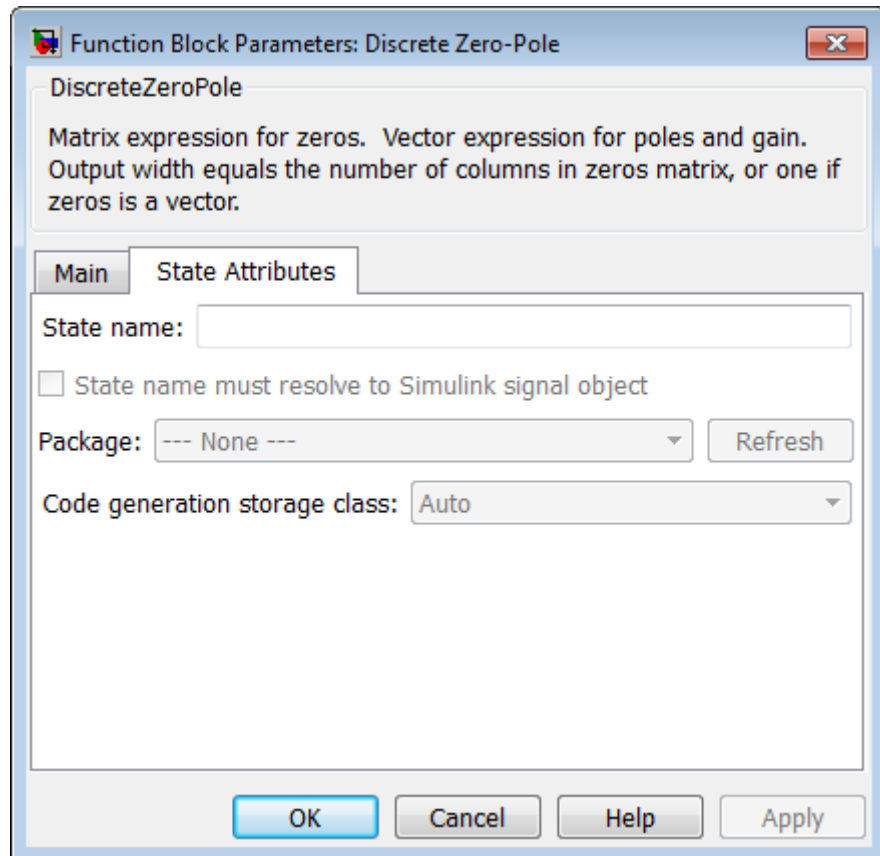 Function Block Parameters: Discrete Zero-Pole
DiscreteZeroPole
Matrix expression for zeros.  Vector expression for poles and gain.
Output width equals the number of columns in zeros matrix, or one if
zeros is a vector.
Main State Attributes
State name:
State name must resolve to Simulink signal object
Package: --- None --- Refresh
Code generation storage class: Auto
OK Cancel Help Apply